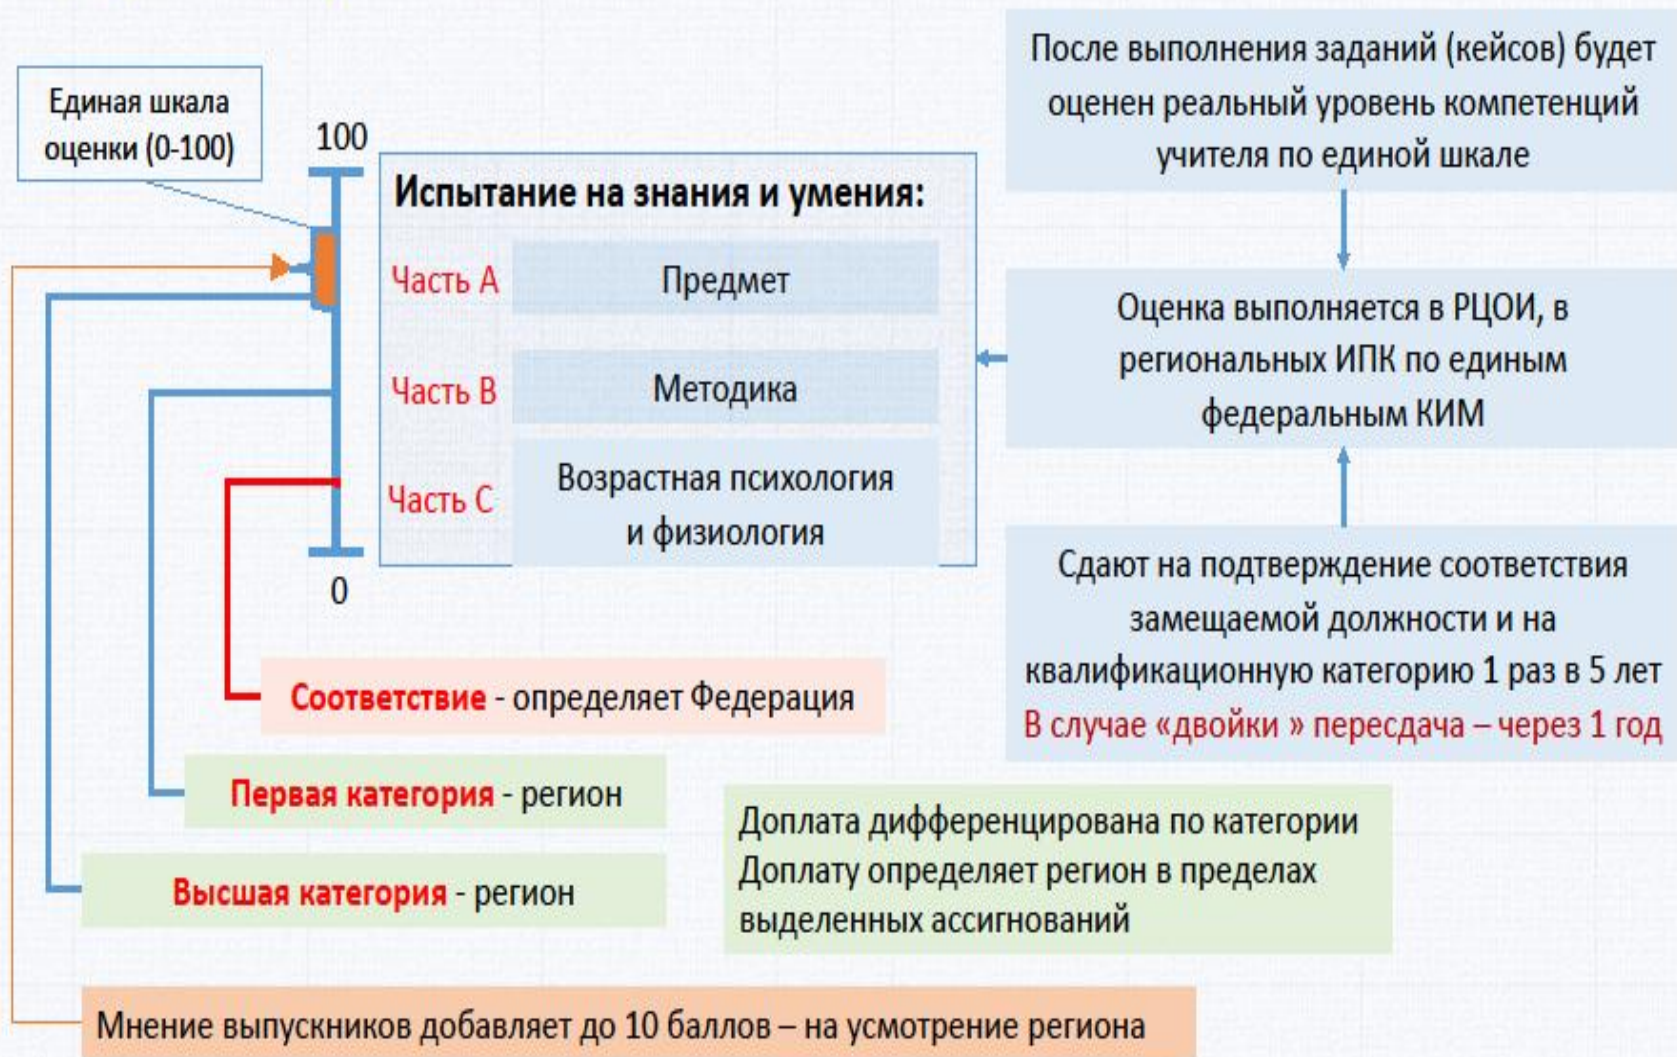 Единая шкала
оценки (0-100)
100
0
Испытание на знания и умения:
Часть А
Предмет
Часть В
Методика
Часть С
Возрастная психология
и физиология
После выполнения заданий (кейсов) будет
оценен реальный уровень компетенций
учителя по единой шкале
Оценка выполняется в РЦОИ, в
региональных ИПК по единым
федеральным КИМ
Сдают на подтверждение соответствия
замещаемой должности и на
квалификационную категорию 1 раз в 5 лет
В случае «двойки » пересдача – через 1 год
Соответствие - определяет Федерация
Первая категория - регион
Высшая категория - регион
Доплата дифференцирована по категории
Доплату определяет регион в пределах
выделенных ассигнований
Мнение выпускников добавляет до 10 баллов – на усмотрение региона